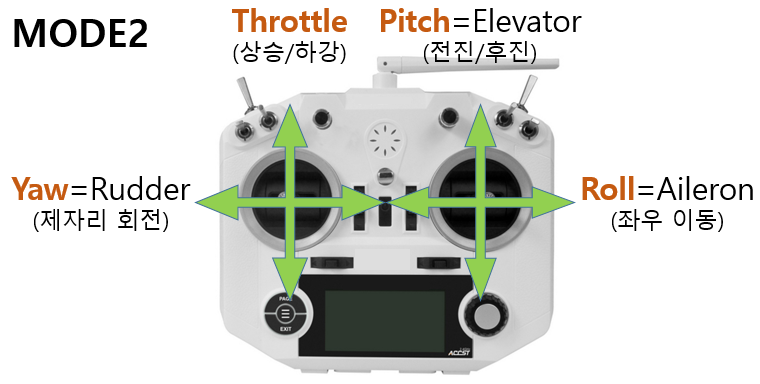 MODE2
Throttle
(상승/하강)
Pitch=Elevator
(전진/후진)
Yaw=Rudder
(제자리 회전)
Roll=Aileron
(좌우 이동)
PAGE
EXIT
ACCST